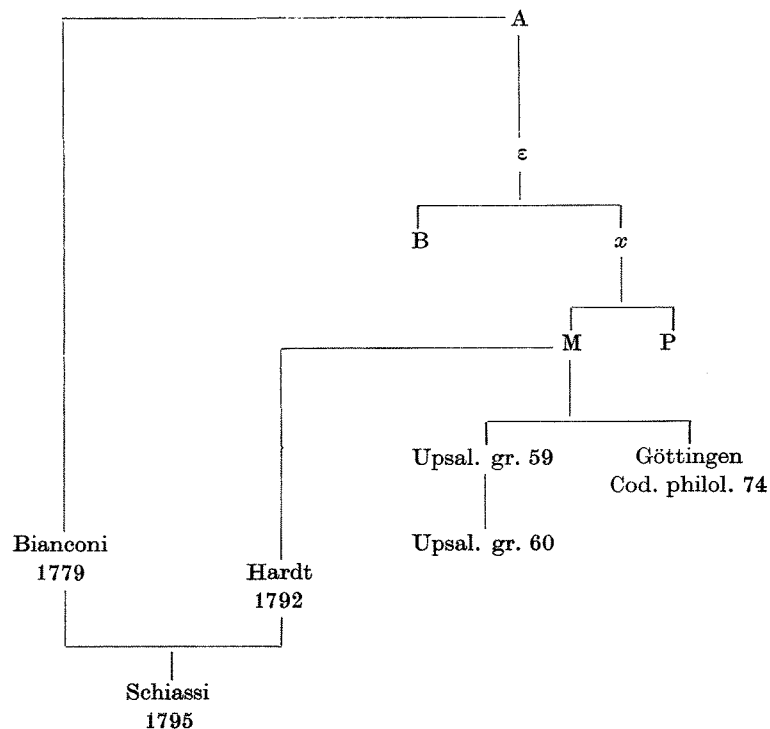 A
ε
B
x
M
P
Upsal. gr. 59
Göttingen
Cod. philol. 74
Upsal. gr. 60
Bianconi
1779
Hardt
1792
Schiassi
1795